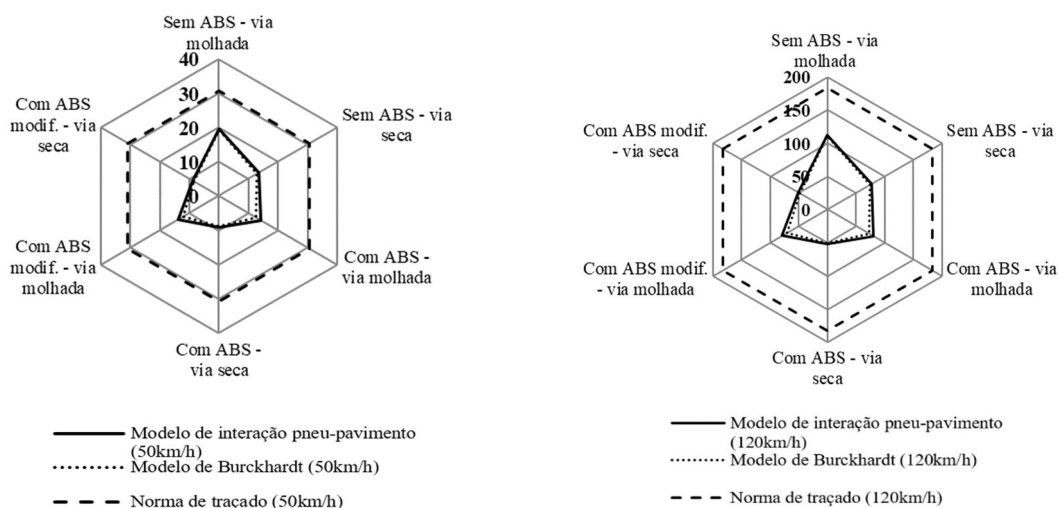 Sem ABS - via
molhada
40
30
20
10
0
Sem ABS - via
seca
Com ABS -
via molhada
Com ABS -
via seca
Com ABS
modif. - via
molhada
Com ABS
modif. - via
seca
Modelo de interação pneu-pavimento
(50km/h)
Modelo de Burckhardt (50km/h)
Norma de traçado (50km/h)
Sem ABS - via
molhada
200
150
100
50
0
Sem ABS - via
seca
Com ABS - via
molhada
Com ABS - via
seca
Com ABS modif.
- via molhada
Com ABS modif.
- via seca
Modelo de interação pneu-pavimento
(120km/h)
Modelo de Burckhardt (120km/h)
Norma de traçado (120km/h)